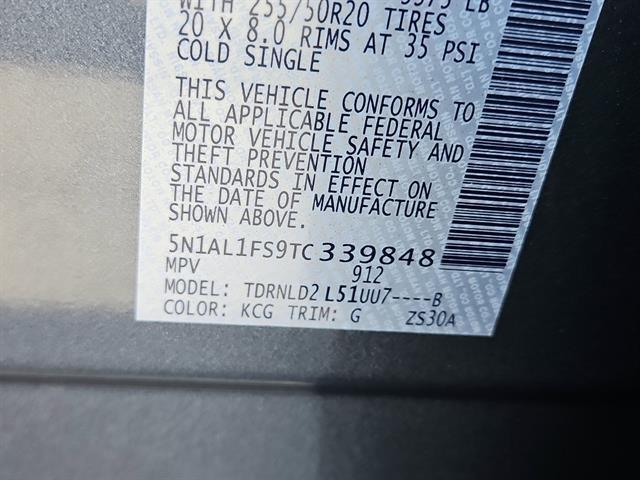 WITH 255/50R20 TIRES
20 X 8.0 RIMS AT 35 PSI
COLD SINGLE
THIS VEHICLE CONFORMS TO
ALL APPLICABLE FEDERAL
MOTOR VEHICLE SAFETY AND
THEFT PREVENTION
STANDARDS IN EFFECT ON
THE DATE OF MANUFACTURE
SHOWN ABOVE.
5N1AL1FS9TC339848
MPV 912
MODEL: TDRNLD2 L51UU7----B
COLOR: KCG TRIM: G ZS30A